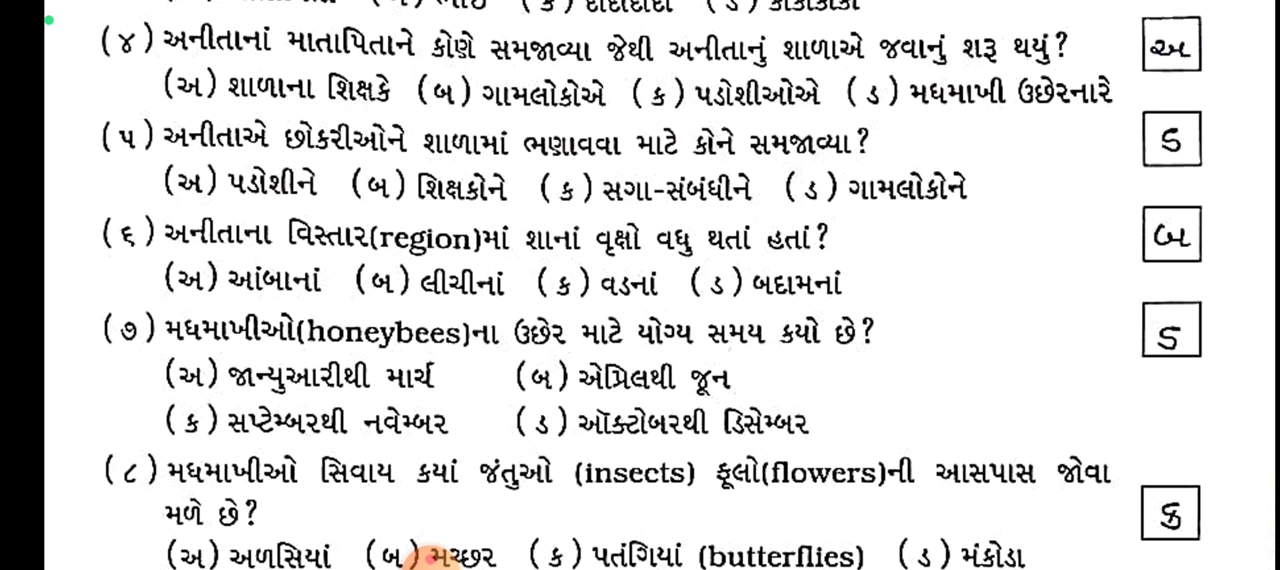 (૪) અનીતાનાં માતાપિતાને કોણે સમજાવ્યા જેથી અનીતાનું શાળાએ જવાનું શરૂ થયું? અ
(અ) શાળાના શિક્ષકે (બ) ગામલોકોએ (ક) પડોશીઓએ (ડ) મધમાખી ઉછેરનારે
(૫) અનીતાએ છોકરીઓને શાળામાં ભણાવવા માટે કોને સમજાવ્યા? ડ
(અ) પડોશીને (બ) શિક્ષકોને (ક) સગા-સંબંધીને (ડ) ગામલોકોને
(૬) અનીતાના વિસ્તાર(region)માં શાનાં વૃક્ષો વધુ થતાં હતાં? બ
(અ) આંબાનાં (બ) લીચીનાં (ક) વડનાં (ડ) બદામનાં
(૭) મધમાખીઓ(honeybees)ના ઉછેર માટે યોગ્ય સમય કયો છે? ડ
(અ) જાન્યુઆરીથી માર્ચ (બ) એપ્રિલથી જૂન
(ક) સપ્ટેમ્બરથી નવેમ્બર (ડ) ઑક્ટોબરથી ડિસેમ્બર
(૮) મધમાખીઓ સિવાય કયાં જંતુઓ (insects) ફૂલો(flowers)ની આસપાસ જોવા
મળે છે? ક
(અ) અળસિયાં (બ) મચ્છર (ક) પતંગિયાં (butterflies) (ડ) મંકોડા